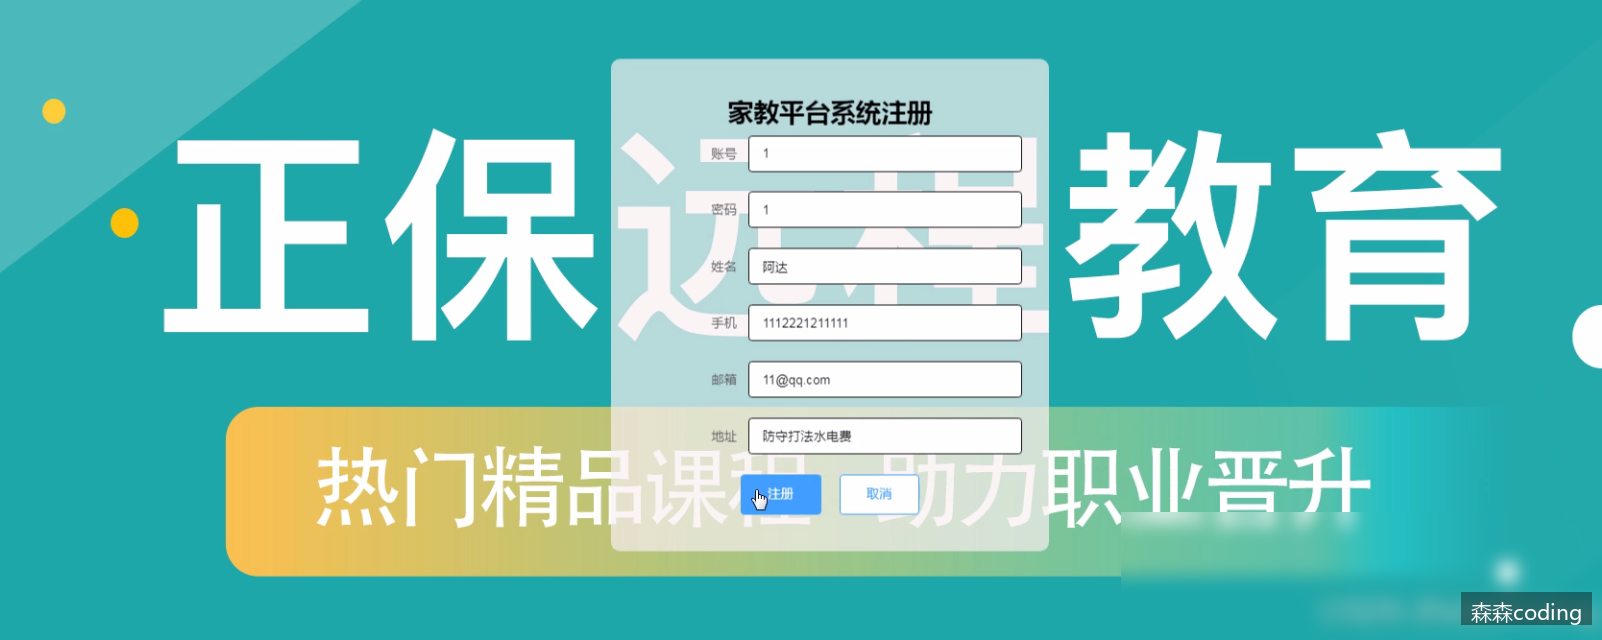 正保远程教育
家教平台系统注册
账号 1
密码 1
姓名 阿达
手机 1112221211111
邮箱 11@qq.com
地址 防守打法水电费
热门精品课程 助力职业晋升
注册 取消
森森coding